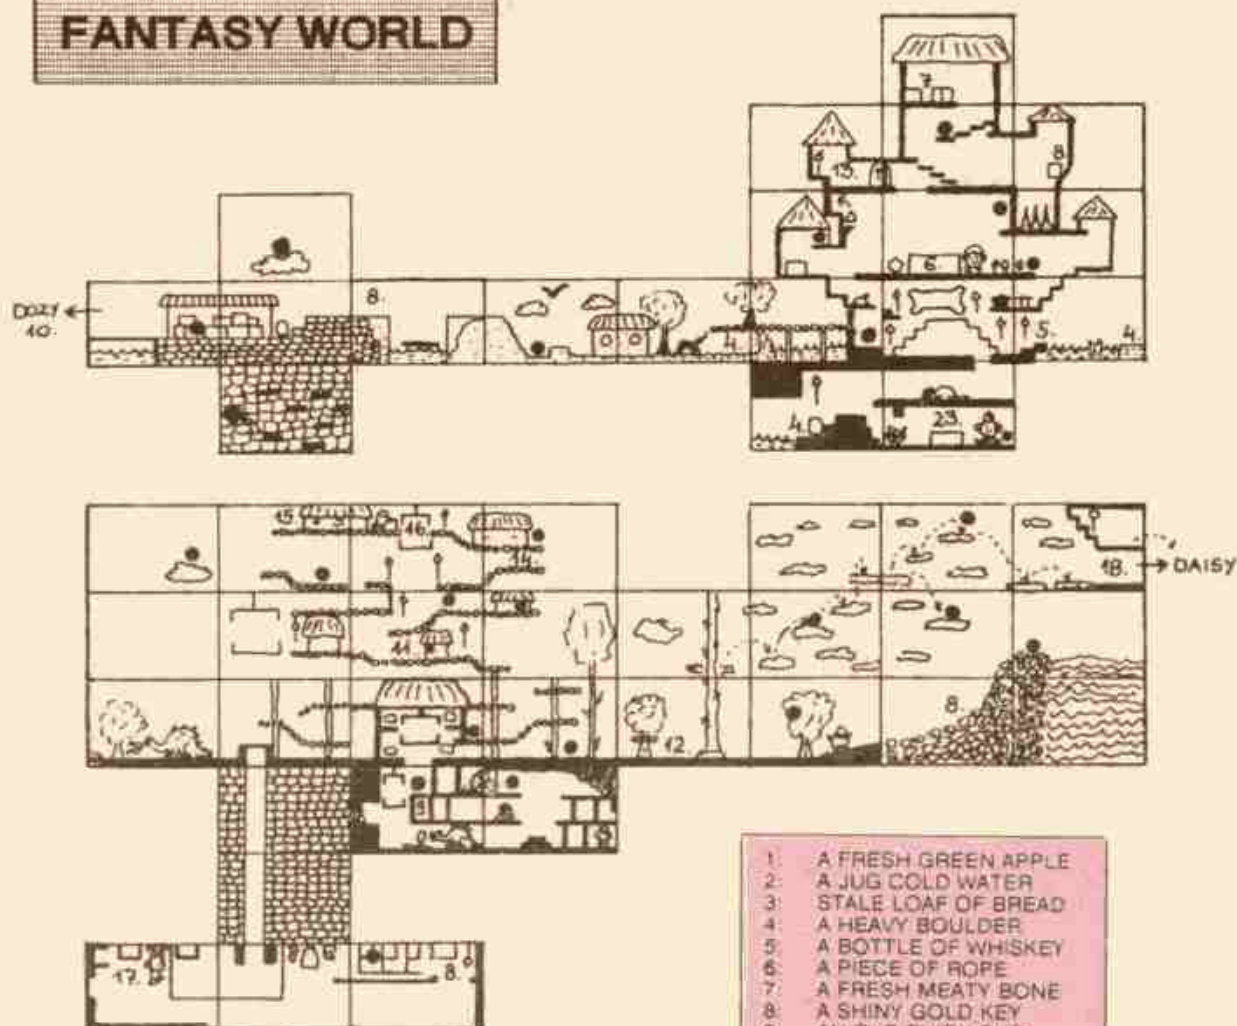 FANTASY WORLD
7
8
13.
6.
8.
DOZY
10.
4
5.
4
4.
23.
15
16
14
18.
DAISY
11
8.
12
9
17.
8.
1: A FRESH GREEN APPLE
2: A JUG COLD WATER
3: STALE LOAF OF BREAD
4: A HEAVY BOULDER
5: A BOTTLE OF WHISKEY
6: A PIECE OF ROPE
7: A FRESH MEATY BONE
8: A SHINY GOLD KEY